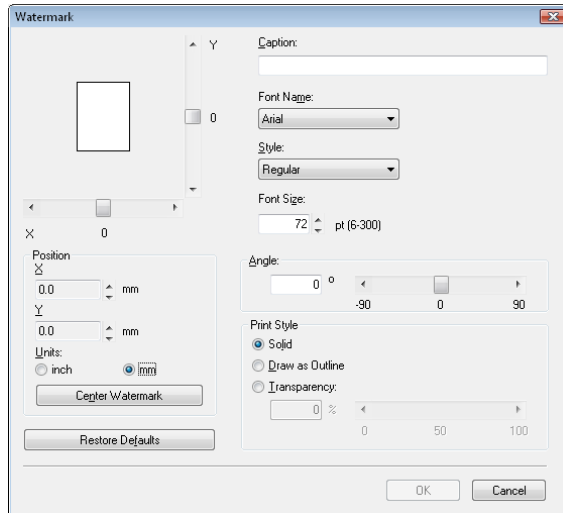 Watermark
Y
0
X 0
Position
X
0.0 mm
Y
0.0 mm
Units:
inch mm
Center Watermark
Restore Defaults
Caption:
Font Name:
Arial
Style:
Regular
Font Size:
72 pt (6-300)
Angle:
0 °
-90 0 90
Print Style
Solid
Draw as Outline
Transparency:
0 %
0 50 100
OK Cancel